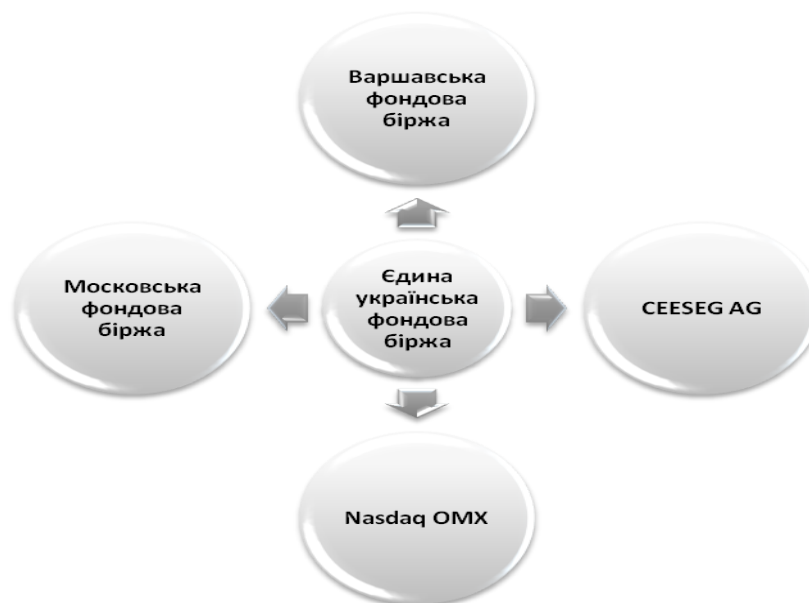 Варшавська
фондова
біржа
Московська
фондова
біржа
Єдина
українська
фондова
біржа
CEESEG AG
Nasdaq OMX